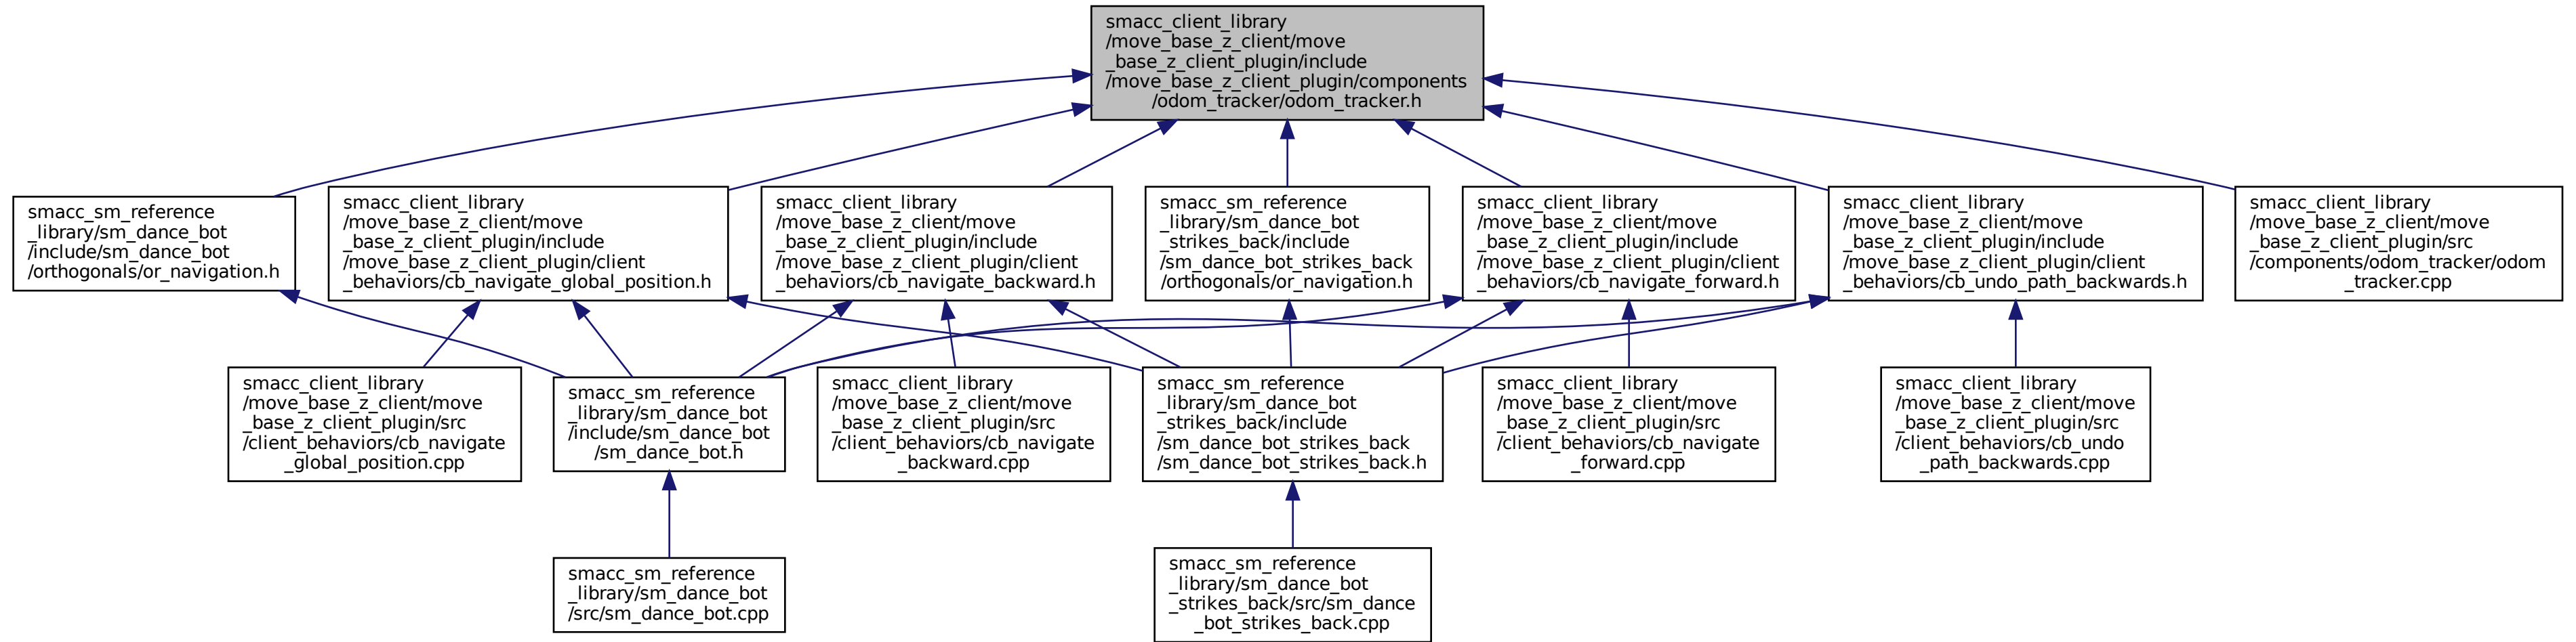 smacc_client_library
/move_base_z_client/move
_base_z_client_plugin/include
/move_base_z_client_plugin/components
/odom_tracker/odom_tracker.h
smacc_sm_reference
_library/sm_dance_bot
/include/sm_dance_bot
/orthogonals/or_navigation.h
smacc_client_library
/move_base_z_client/move
_base_z_client_plugin/include
/move_base_z_client_plugin/client
_behaviors/cb_navigate_global_position.h
smacc_client_library
/move_base_z_client/move
_base_z_client_plugin/include
/move_base_z_client_plugin/client
_behaviors/cb_navigate_backward.h
smacc_sm_reference
_library/sm_dance_bot
_strikes_back/include
/sm_dance_bot_strikes_back
/orthogonals/or_navigation.h
smacc_client_library
/move_base_z_client/move
_base_z_client_plugin/include
/move_base_z_client_plugin/client
_behaviors/cb_navigate_forward.h
smacc_client_library
/move_base_z_client/move
_base_z_client_plugin/include
/move_base_z_client_plugin/client
_behaviors/cb_undo_path_backwards.h
smacc_client_library
/move_base_z_client/move
_base_z_client_plugin/src
/components/odom_tracker/odom
_tracker.cpp
smacc_client_library
/move_base_z_client/move
_base_z_client_plugin/src
/client_behaviors/cb_navigate
_global_position.cpp
smacc_sm_reference
_library/sm_dance_bot
/include/sm_dance_bot
/sm_dance_bot.h
smacc_client_library
/move_base_z_client/move
_base_z_client_plugin/src
/client_behaviors/cb_navigate
_backward.cpp
smacc_sm_reference
_library/sm_dance_bot
_strikes_back/include
/sm_dance_bot_strikes_back
/sm_dance_bot_strikes_back.h
smacc_client_library
/move_base_z_client/move
_base_z_client_plugin/src
/client_behaviors/cb_navigate
_forward.cpp
smacc_client_library
/move_base_z_client/move
_base_z_client_plugin/src
/client_behaviors/cb_undo
_path_backwards.cpp
smacc_sm_reference
_library/sm_dance_bot
/src/sm_dance_bot.cpp
smacc_sm_reference
_library/sm_dance_bot
_strikes_back/src/sm_dance
_bot_strikes_back.cpp